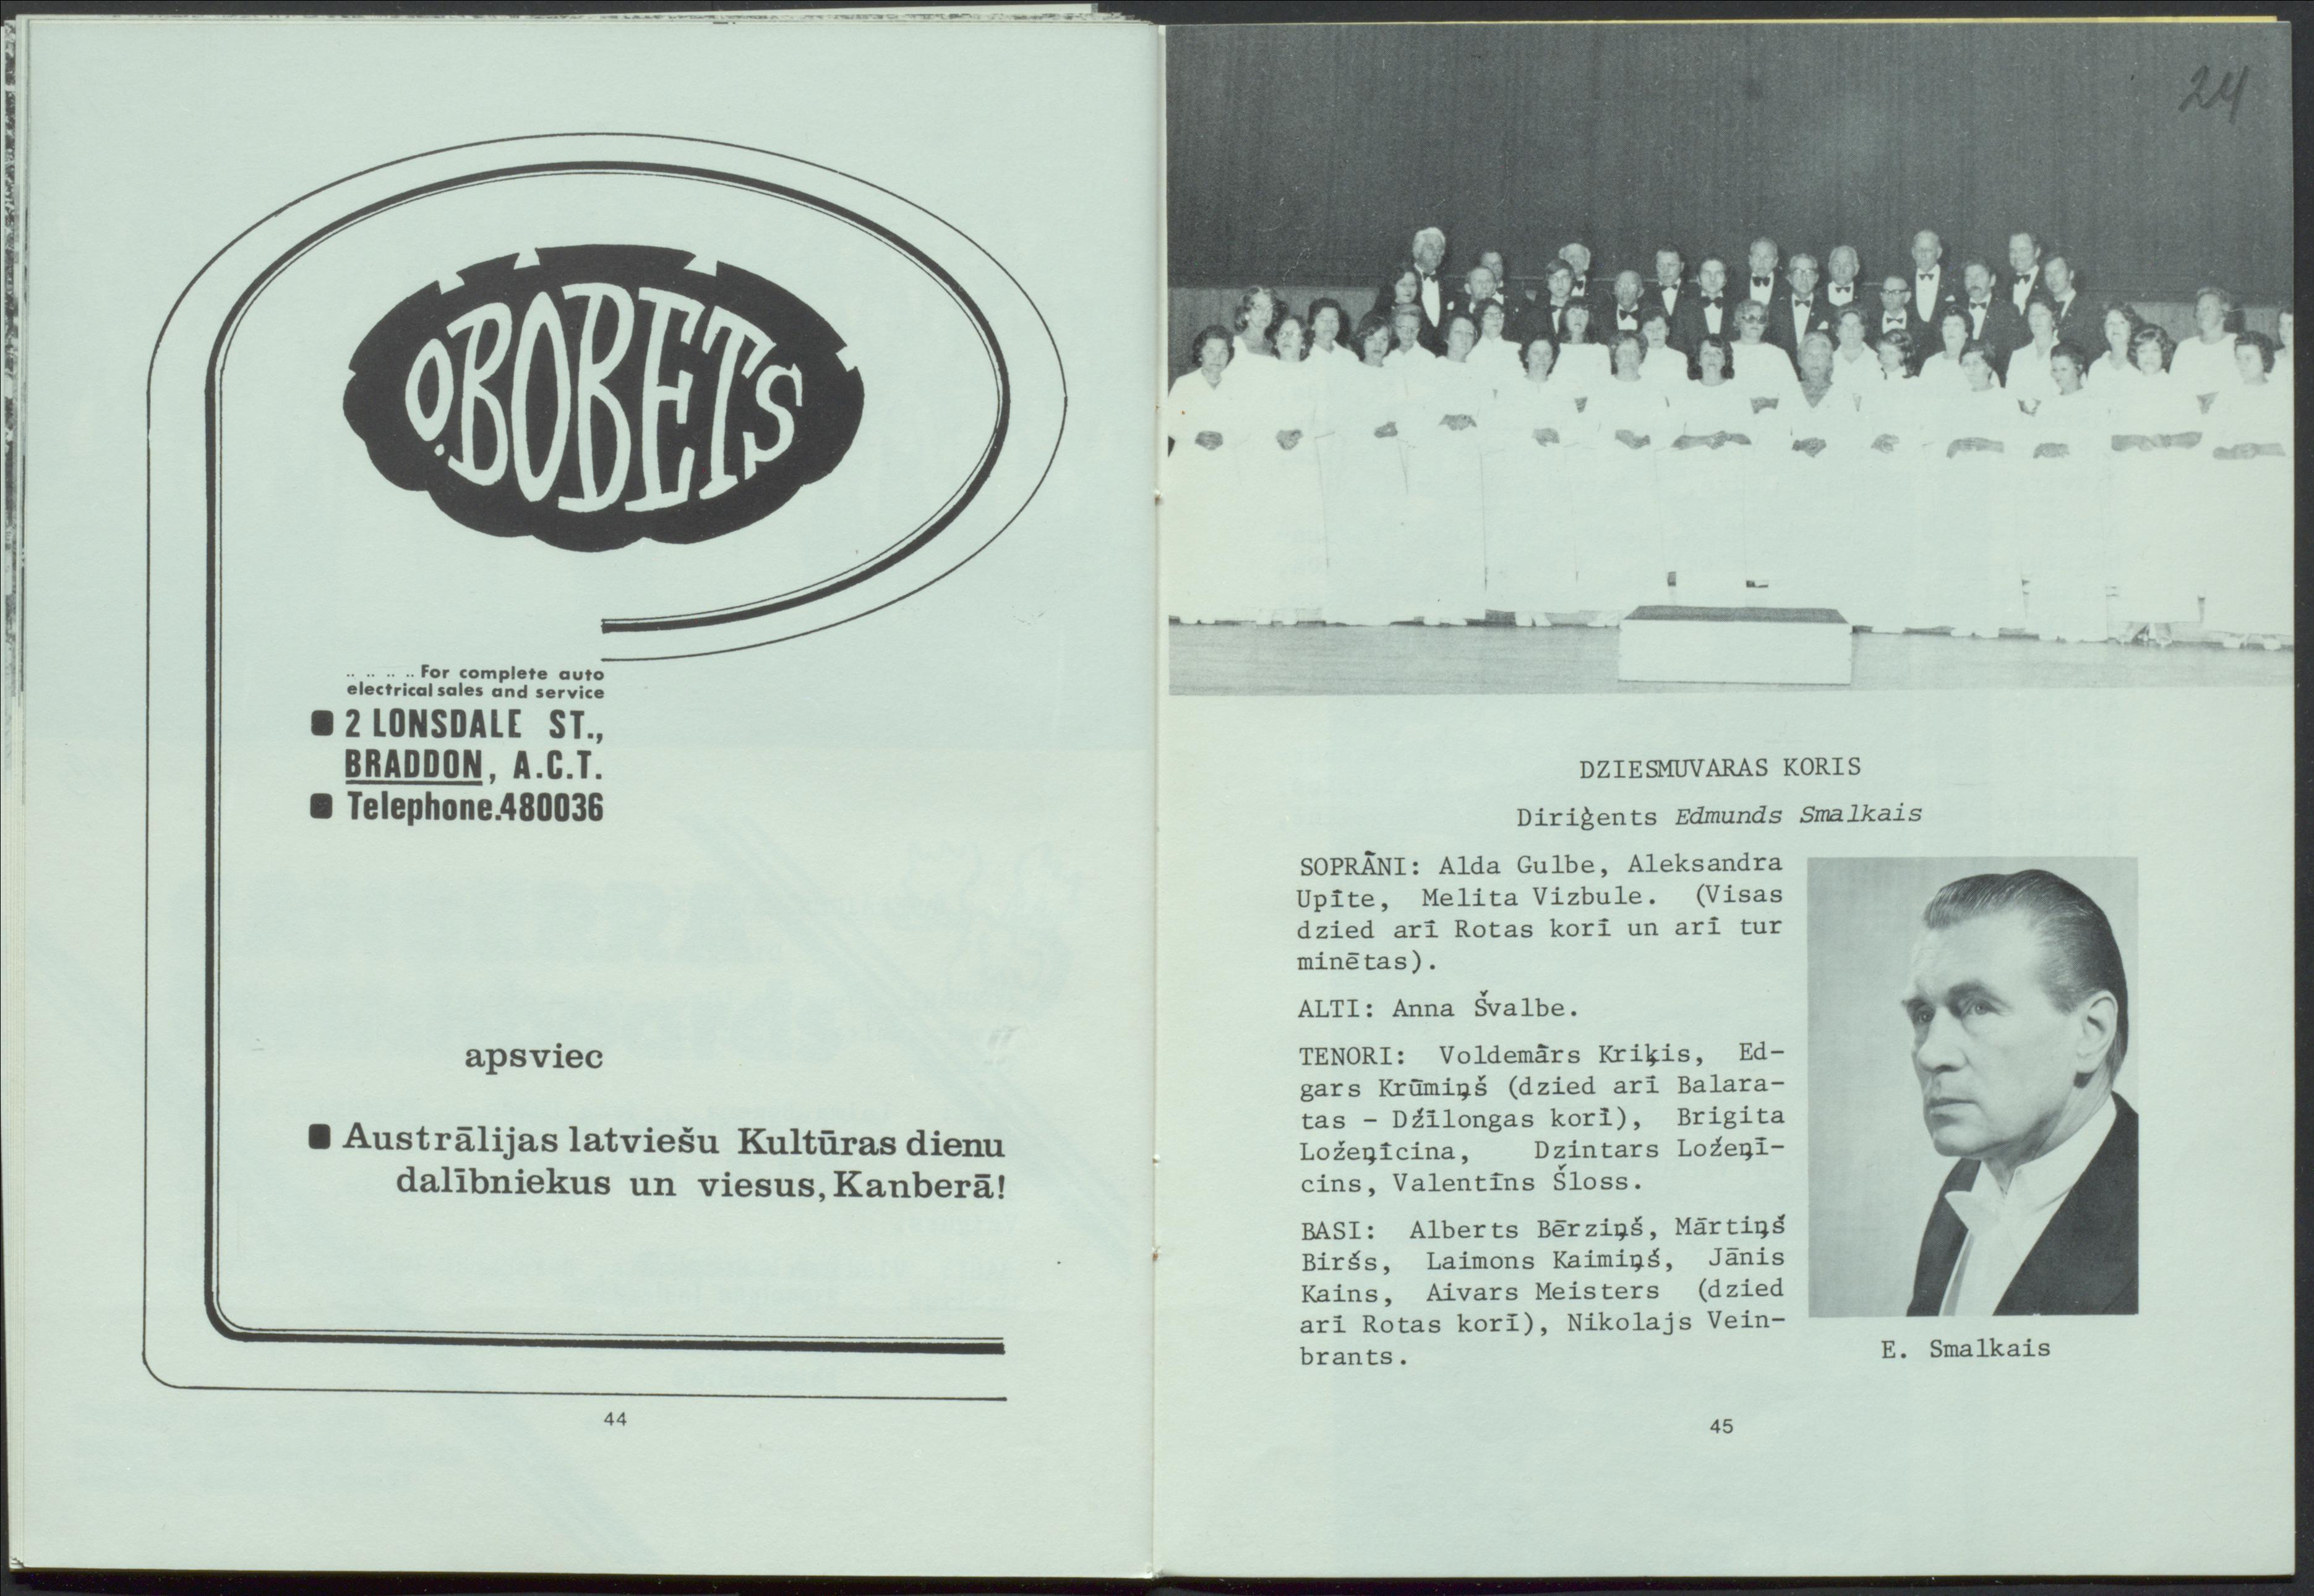 O. BOBETS
.. .. .. .. For complete auto
electrical sales and service
2 LONSDALE ST.,
BRADDON, A.C.T.
Telephone.480036
apsviec
Austrālijas latviešu Kultūras dienu
dalībniekus un viesus, Kanberā!
44
24
DZIESMUVARAS KORIS
Diriģents Edmunds Smalkais
SOPRĀNI: Alda Gulbe, Aleksandra
Upīte, Melita Vizbule. (Visas
dzied arī Rotas korī un arī tur
minētas).
ALTI: Anna Švalbe.
TENORI: Voldemārs Kriķis, Ed-
gars Krūmiņš (dzied arī Balara-
tas - Džīlongas korī), Brigita
Loženīcina, Dzintars Ložeņī-
cins, Valentīns Šloss.
BASI: Alberts Bērziņš, Mārtiņš
Biršs, Laimons Kaimiņš, Jānis
Kains, Aivars Meisters (dzied
arī Rotas korī), Nikolajs Vein-
brants.
E. Smalkais
45